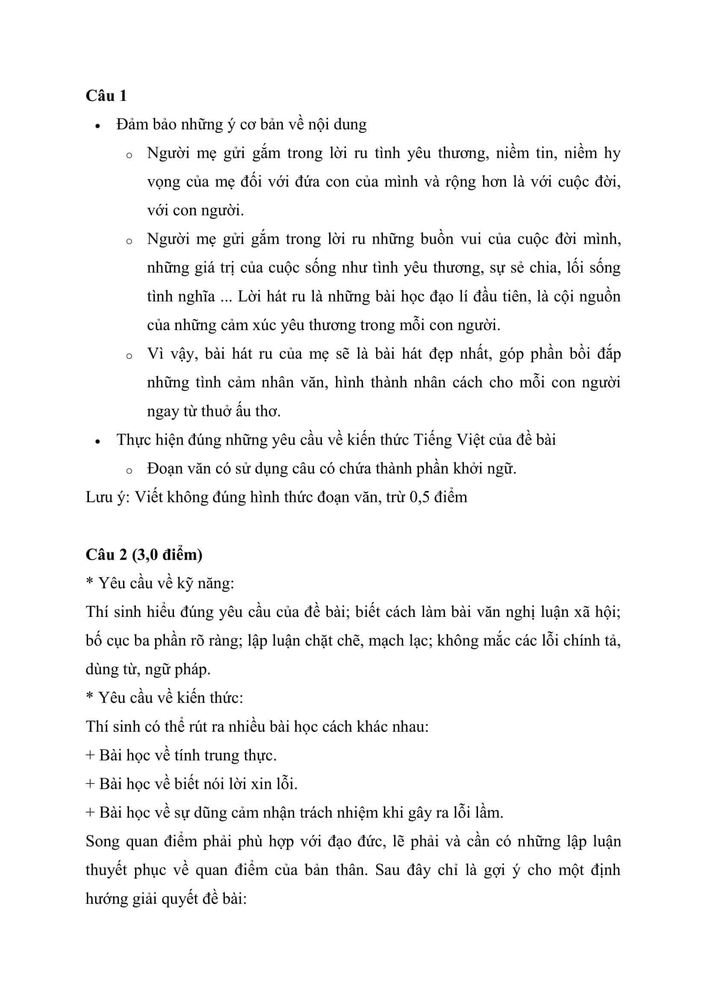 Câu 1
• Đảm bảo những ý cơ bản về nội dung
o Người mẹ gửi gắm trong lời ru tình yêu thương, niềm tin, niềm hy
vọng của mẹ đối với đứa con của mình và rộng hơn là với cuộc đời,
với con người.
o Người mẹ gửi gắm trong lời ru những buồn vui của cuộc đời mình,
những giá trị của cuộc sống như tình yêu thương, sự sẻ chia, lối sống
tình nghĩa ... Lời hát ru là những bài học đạo lí đầu tiên, là cội nguồn
của những cảm xúc yêu thương trong mỗi con người.
o Vì vậy, bài hát ru của mẹ sẽ là bài hát đẹp nhất, góp phần bồi đắp
những tình cảm nhân văn, hình thành nhân cách cho mỗi con người
ngay từ thuở ấu thơ.
• Thực hiện đúng những yêu cầu về kiến thức Tiếng Việt của đề bài
o Đoạn văn có sử dụng câu có chứa thành phần khởi ngữ.
Lưu ý: Viết không đúng hình thức đoạn văn, trừ 0,5 điểm
Câu 2 (3,0 điểm)
* Yêu cầu về kỹ năng:
Thí sinh hiểu đúng yêu cầu của đề bài; biết cách làm bài văn nghị luận xã hội;
bố cục ba phần rõ ràng; lập luận chặt chẽ, mạch lạc; không mắc các lỗi chính tả,
dùng từ, ngữ pháp.
* Yêu cầu về kiến thức:
Thí sinh có thể rút ra nhiều bài học cách khác nhau:
+ Bài học về tính trung thực.
+ Bài học về biết nói lời xin lỗi.
+ Bài học về sự dũng cảm nhận trách nhiệm khi gây ra lỗi lầm.
Song quan điểm phải phù hợp với đạo đức, lẽ phải và cần có những lập luận
thuyết phục về quan điểm của bản thân. Sau đây chỉ là gợi ý cho một định
hướng giải quyết đề bài: